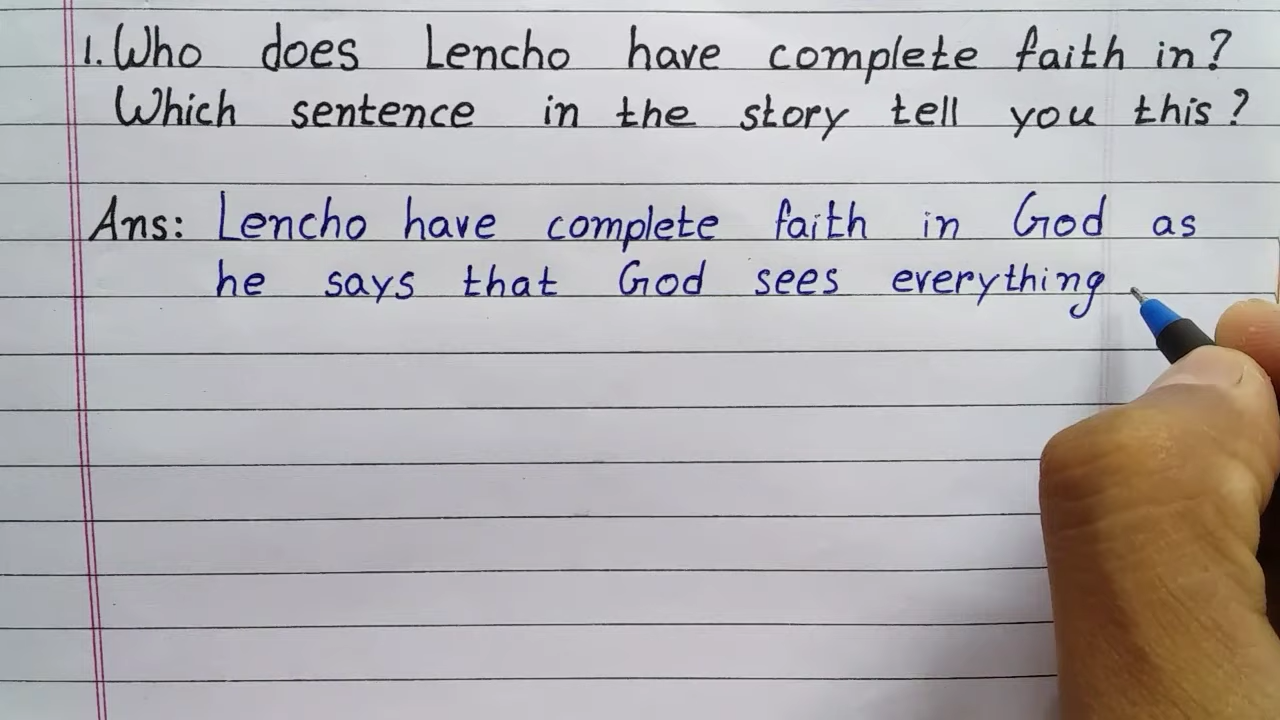 1. Who does Lencho have complete faith in?
Which sentence in the story tell you this?
Ans: Lencho have complete faith in God as
he says that God sees everything